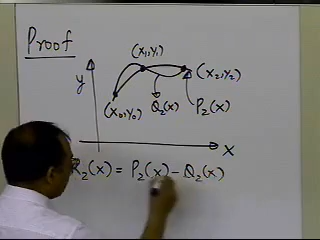 Proof
(x₁,y₁)
y
(x₂,y₂)
(x₀,y₀)
Q₂(x)
P₂(x)
x
R₂(x) = P₂(x) - Q₂(x)